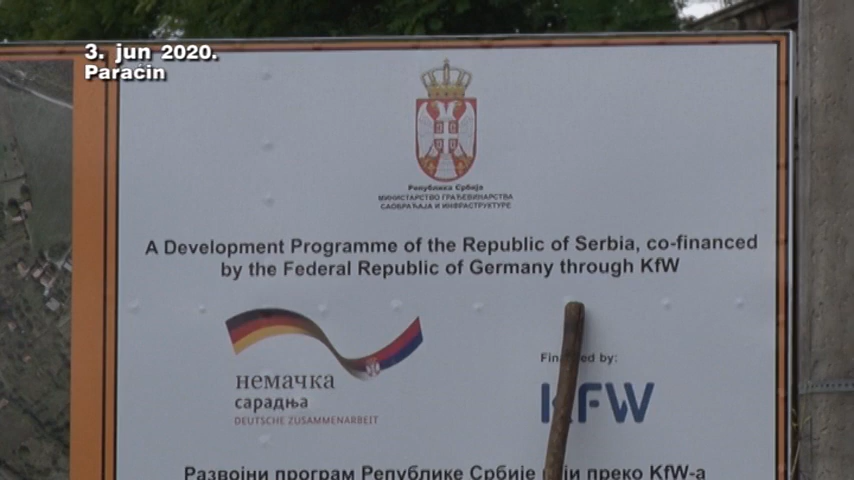 3. jun 2020.
Paraćin
Република Србија
МИНИСТАРСТВО ГРАЂЕВИНАРСТВА
САОБРАЋАЈА И ИНФРАСТРУКТУРЕ
A Development Programme of the Republic of Serbia, co-financed
by the Federal Republic of Germany through KfW
немачка
сарадња
DEUTSCHE ZUSAMMENARBEIT
Financed by:
KFW
Развојни програм Републике Србије који преко KfW-а